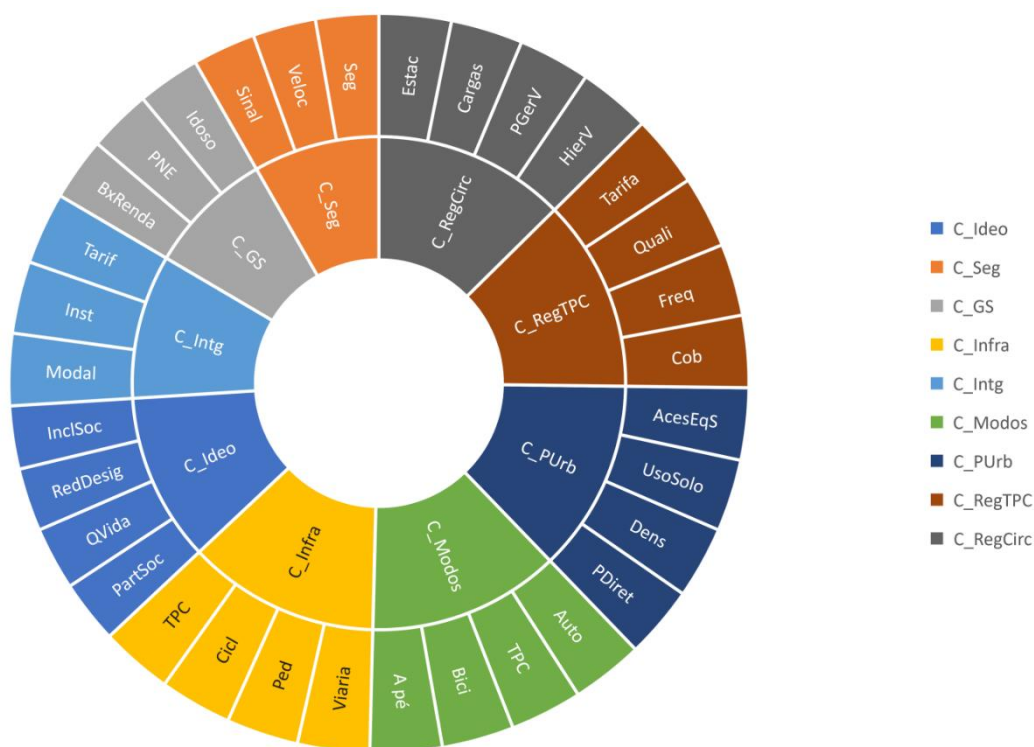 Estac
Cargas
PGerV
HierV
Tarifa
Quali
Freq
Cob
AcesEqS
UsoSolo
Dens
PDiret
Auto
TPC
Bici
A pé
Viaria
Ped
Cicl
TPC
PartSoc
QVida
RedDesig
InclSoc
Modal
Inst
Tarif
BxRenda
PNE
Idoso
Sinal
Veloc
Seg
C_RegCirc
C_RegTPC
C_PUrb
C_Modos
C_Infra
C_Ideo
C_Intg
C_GS
C_Seg
C_Ideo
C_Seg
C_GS
C_Infra
C_Intg
C_Modos
C_PUrb
C_RegTPC
C_RegCirc